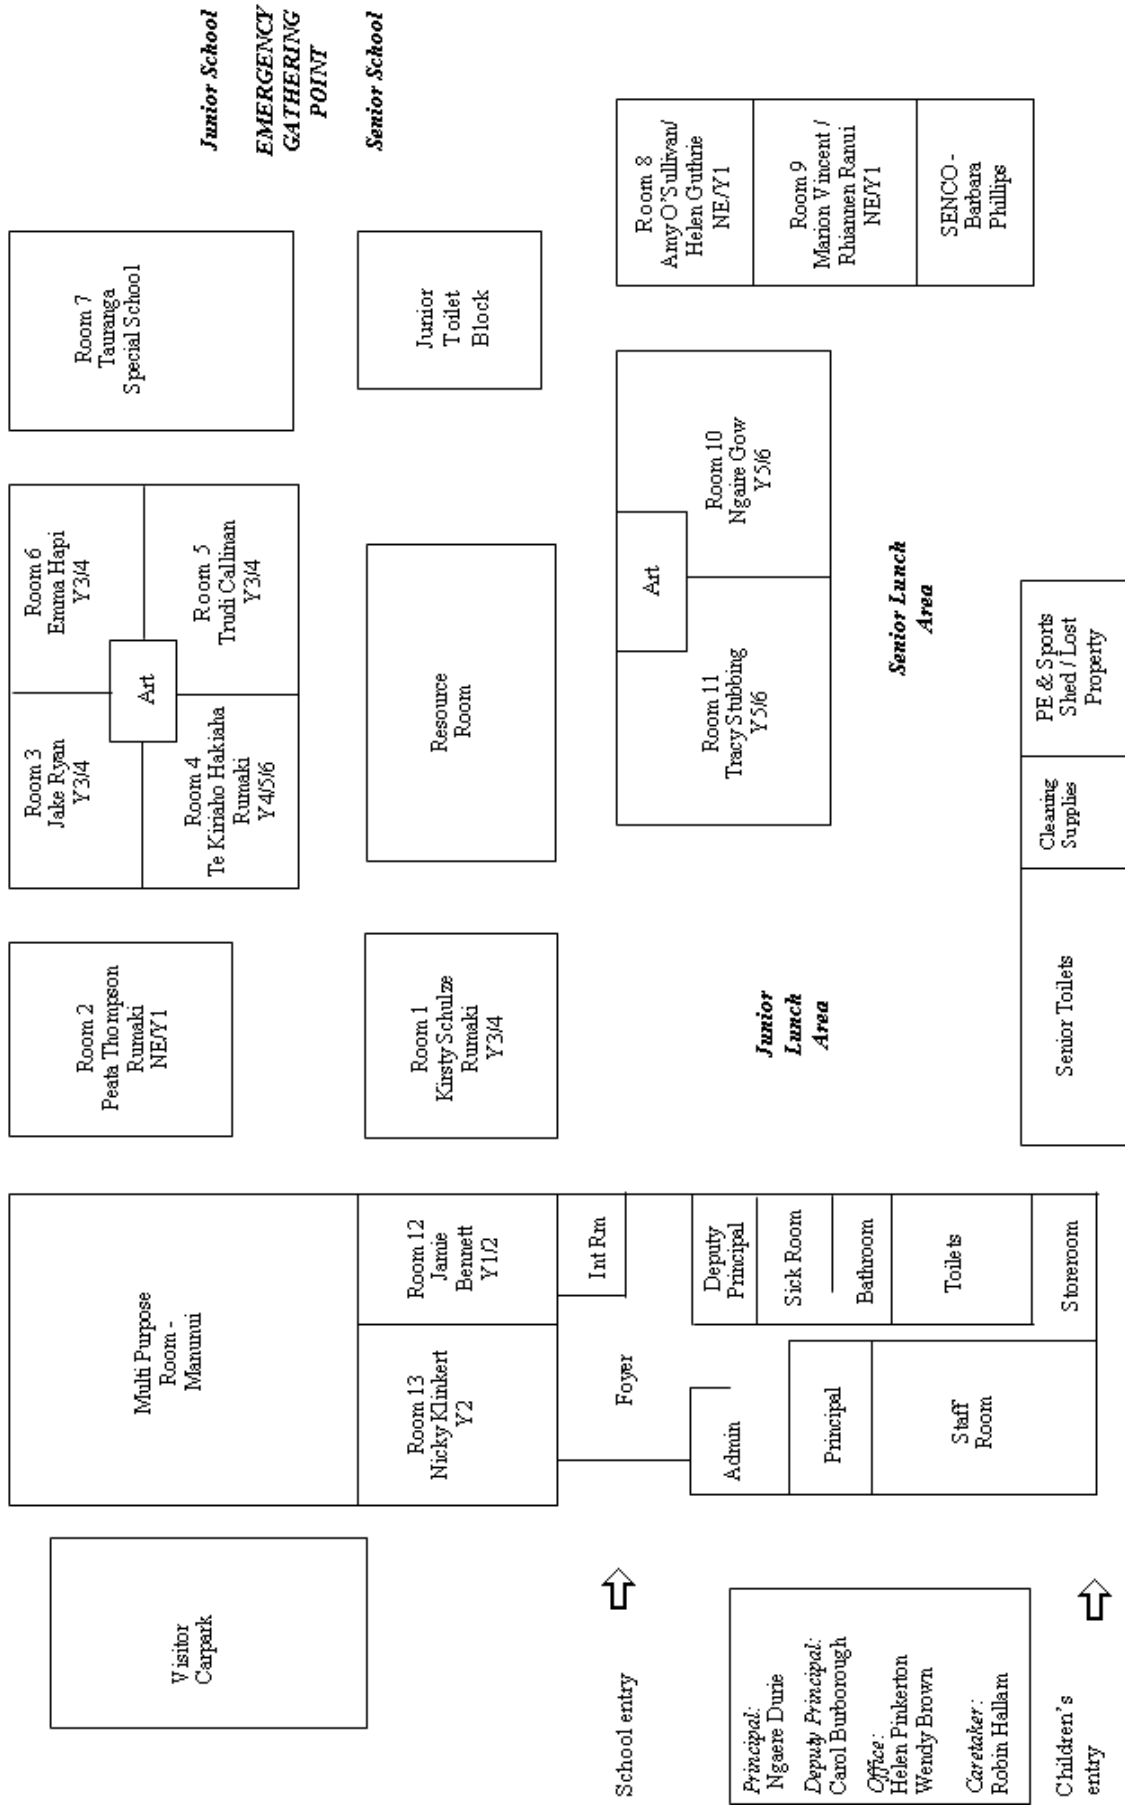 Visitor
Carpark
Multi Purpose
Room -
Manunui
Room 2
Peata Thompson
Rumaki
NE/Y1
Room 3
Jake Ryan
Y3/4
Room 6
Emma Hapi
Y3/4
Art
Room 4
Te Kiriaho Hakiaha
Rumaki
Y4/5/6
Room 5
Trudi Callinan
Y3/4
Room 7
Tauranga
Special School
Junior School
EMERGENCY
GATHERING
POINT
Senior School
Room 13
Nicky Klinkert
Y2
Room 12
Jamie
Bennett
Y1/2
Room 1
Kirsty Schulze
Rumaki
Y3/4
Resource
Room
Junior
Toilet
Block
School entry
Foyer
Int Rm
Admin
Deputy
Principal
Sick Room
Principal
Bathroom
Staff
Room
Toilets
Storeroom
Junior
Lunch
Area
Art
Room 11
Tracy Stubbing
Y5/6
Room 10
Ngaire Gow
Y5/6
Room 8
Amy O'Sullivan/
Helen Guthrie
NE/Y1
Room 9
Marion Vincent /
Rhiannen Ranui
NE/Y1
SENCO -
Barbara
Phillips
Senior Lunch
Area
Principal:
Ngaere Durie
Deputy Principal:
Carol Burborough
Office:
Helen Pinkerton
Wendy Brown
Caretaker:
Robin Hallam
Children's
entry
Senior Toilets
Cleaning
Supplies
PE & Sports
Shed / Lost
Property